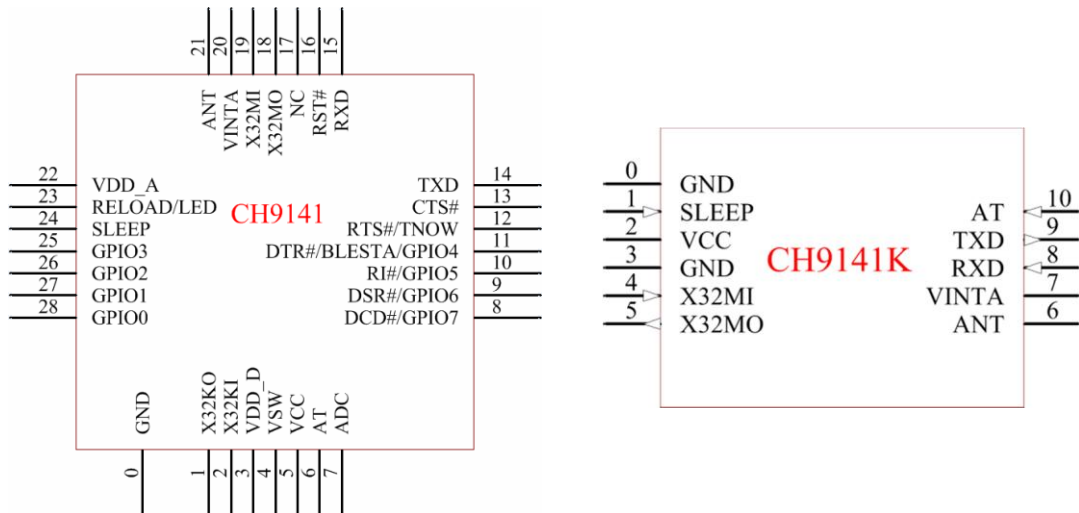 21 20 19 18 17 16 15
ANT VINTA X32MI X32MO NC RST# RXD
22 VDD_A
23 RELOAD/LED
24 SLEEP
25 GPIO3
26 GPIO2
27 GPIO1
28 GPIO0
CH9141
TXD 14
CTS# 13
RTS#/TNOW 12
DTR#/BLESTA/GPIO4 11
RI#/GPIO5 10
DSR#/GPIO6 9
DCD#/GPIO7 8
GND X32KO X32KI VDD_D VSW VCC AT ADC
0 1 2 3 4 5 6 7
0 GND
1 SLEEP
2 VCC
3 GND
4 X32MI
5 X32MO
CH9141K
AT 10
TXD 9
RXD 8
VINTA 7
ANT 6